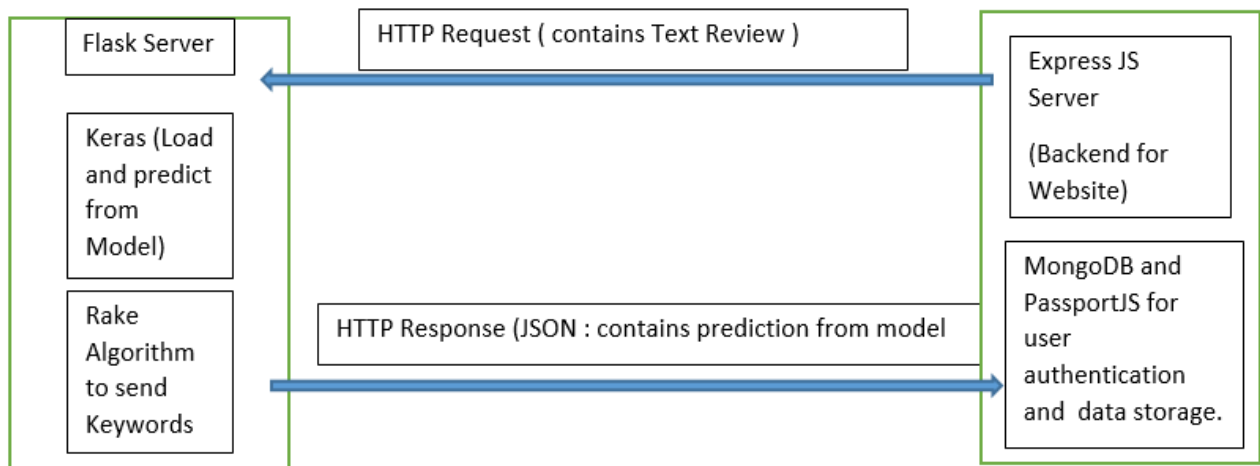 Flask Server
HTTP Request ( contains Text Review )
Express JS
Server
(Backend for
Website)
Keras (Load
and predict
from
Model)
Rake
Algorithm
to send
Keywords
HTTP Response (JSON : contains prediction from model
MongoDB and
PassportJS for
user
authentication
and data storage.